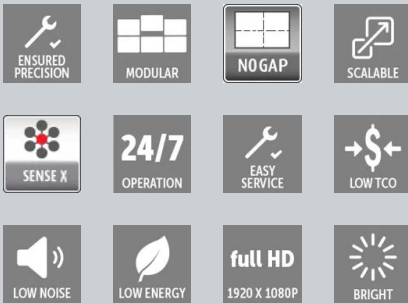 ENSURED
PRECISION
MODULAR
NO GAP
SCALABLE
SENSE X
24/7
OPERATION
EASY
SERVICE
LOW TCO
LOW NOISE
LOW ENERGY
full HD
1920 X 1080P
BRIGHT